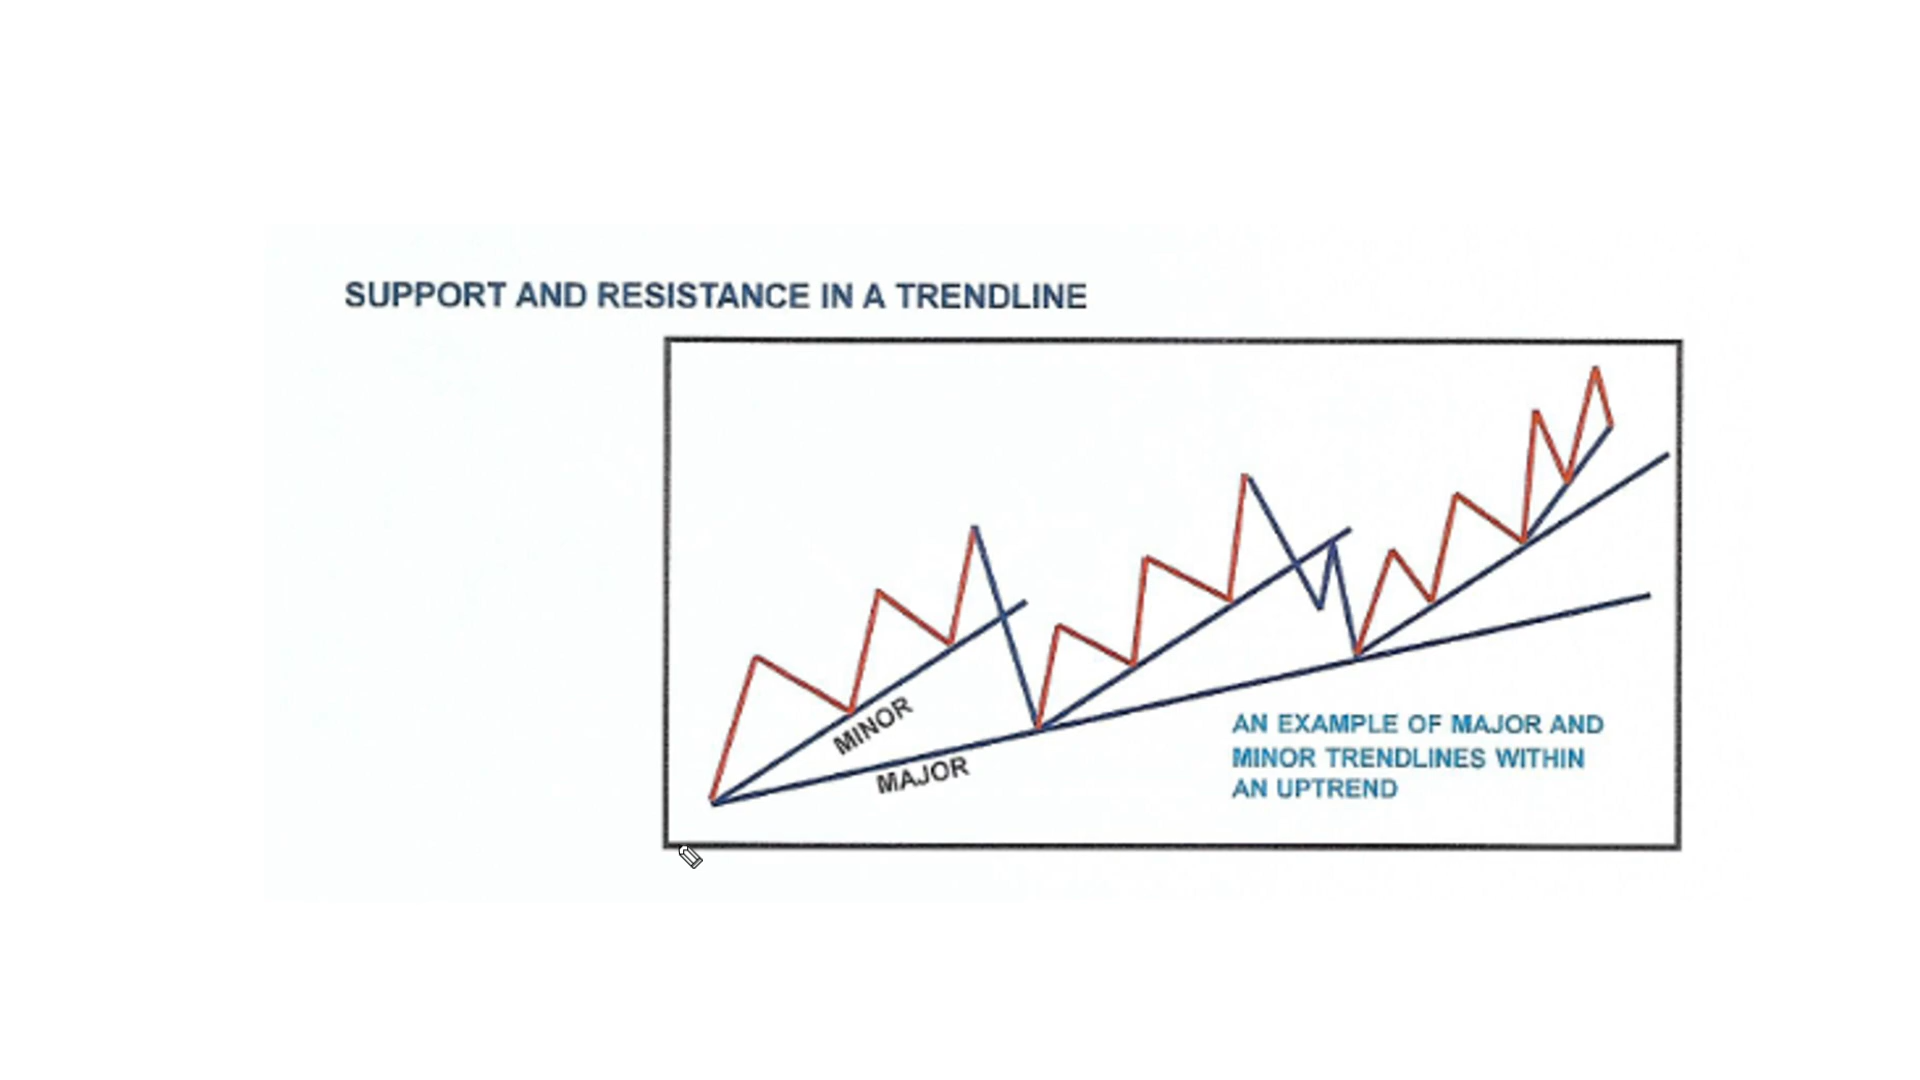 SUPPORT AND RESISTANCE IN A TRENDLINE
MINOR
MAJOR
AN EXAMPLE OF MAJOR AND
MINOR TRENDLINES WITHIN
AN UPTREND